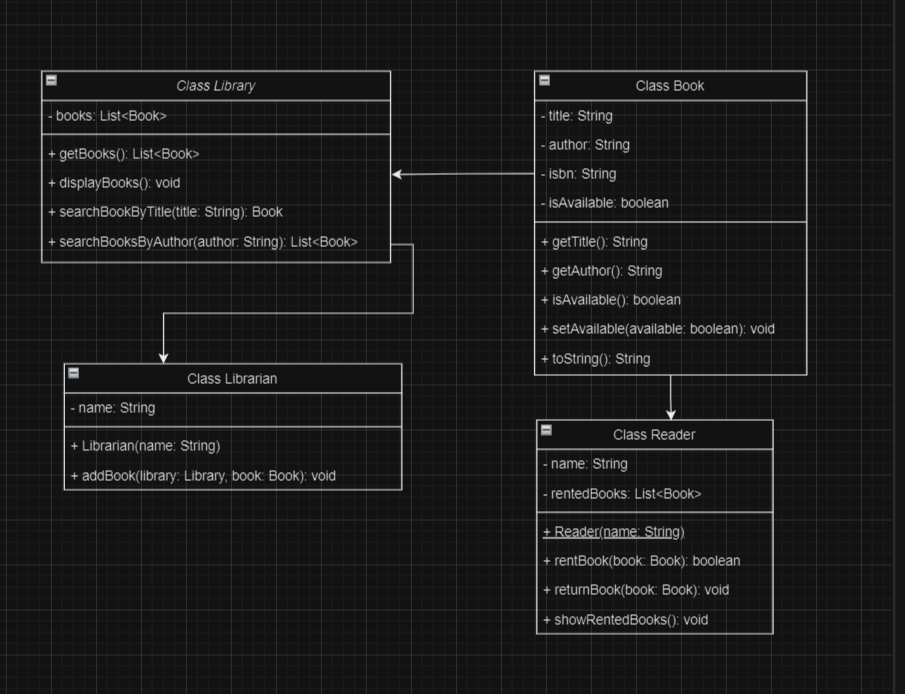 Class Library
- books: List<Book>
+ getBooks(): List<Book>
+ displayBooks(): void
+ searchBookByTitle(title: String): Book
+ searchBooksByAuthor(author: String): List<Book>
Class Book
- title: String
- author: String
- isbn: String
- isAvailable: boolean
+ getTitle(): String
+ getAuthor(): String
+ isAvailable(): boolean
+ setAvailable(available: boolean): void
+ toString(): String
Class Librarian
- name: String
+ Librarian(name: String)
+ addBook(library: Library, book: Book): void
Class Reader
- name: String
- rentedBooks: List<Book>
+ Reader(name: String)
+ rentBook(book: Book): boolean
+ returnBook(book: Book): void
+ showRentedBooks(): void